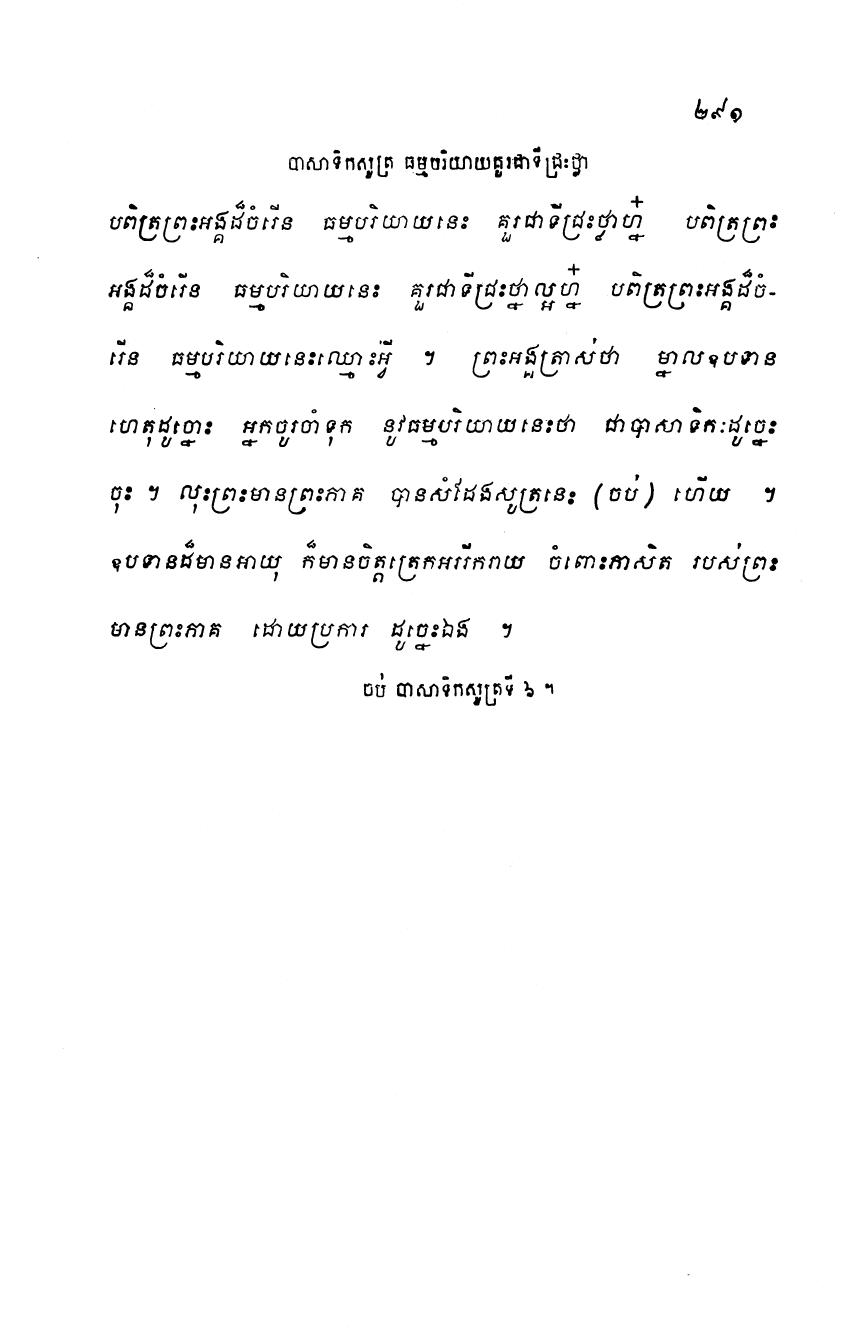 ២៩១
បាសាទិកសូត្រ ធម្មបរិយាយគួរជាទីជ្រះថ្លា
បពិត្រព្រះអង្គដ៏ចំរើន ធម្មបរិយាយនេះ គួរជាទីជ្រះថ្លាហ្ន៎ បពិត្រព្រះ
អង្គដ៏ចំរើន ធម្មបរិយាយនេះ គួរជាទីជ្រះថ្លាល្អហ្ន៎ បពិត្រព្រះអង្គដ៏ចំ-
រើន ធម្មបរិយាយនេះឈ្មោះអ្វី ។ ព្រះអង្គត្រាស់ថា ម្នាលឧបទាន
ហេតុដូច្នោះ អ្នកចូរចាំទុក នូវធម្មបរិយាយនេះថា ជាបាសាទិកៈដូច្នេះ
ចុះ ។ លុះព្រះមានព្រះភាគ បានសំដែងសូត្រនេះ (ចប់) ហើយ ។
ឧបទានដ៏មានអាយុ ក៏មានចិត្តត្រេកអររីករាយ ចំពោះភាសិត របស់ព្រះ
មានព្រះភាគ ដោយប្រការ ដូច្នេះឯង ។
ចប់ បាសាទិកសូត្រទី ៦ ។